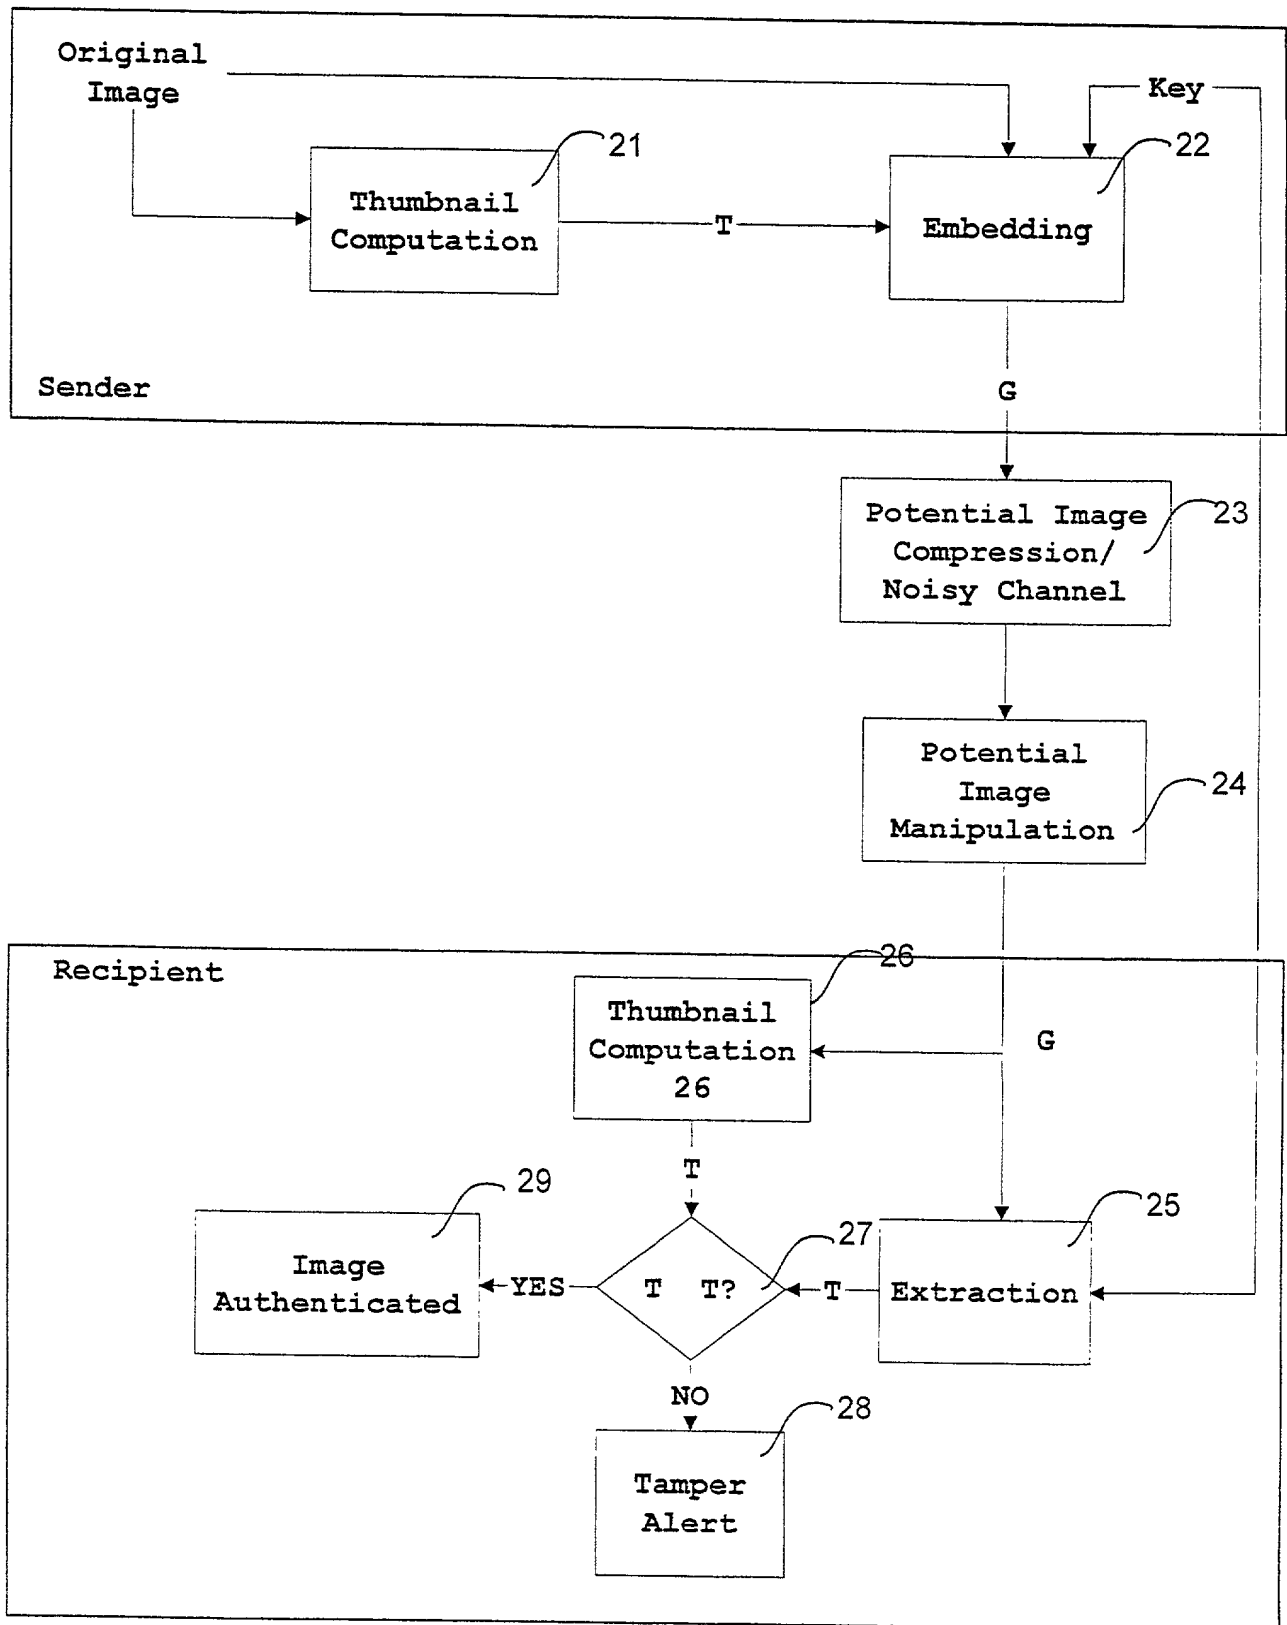 Original
Image
Key
21
22
Thumbnail
Computation
T
Embedding
Sender
G
Potential Image
Compression/
Noisy Channel
23
Potential
Image
Manipulation
24
Recipient
26
Thumbnail
Computation
26
G
T
29
27
25
Image
Authenticated
YES
T T?
T
Extraction
NO
28
Tamper
Alert